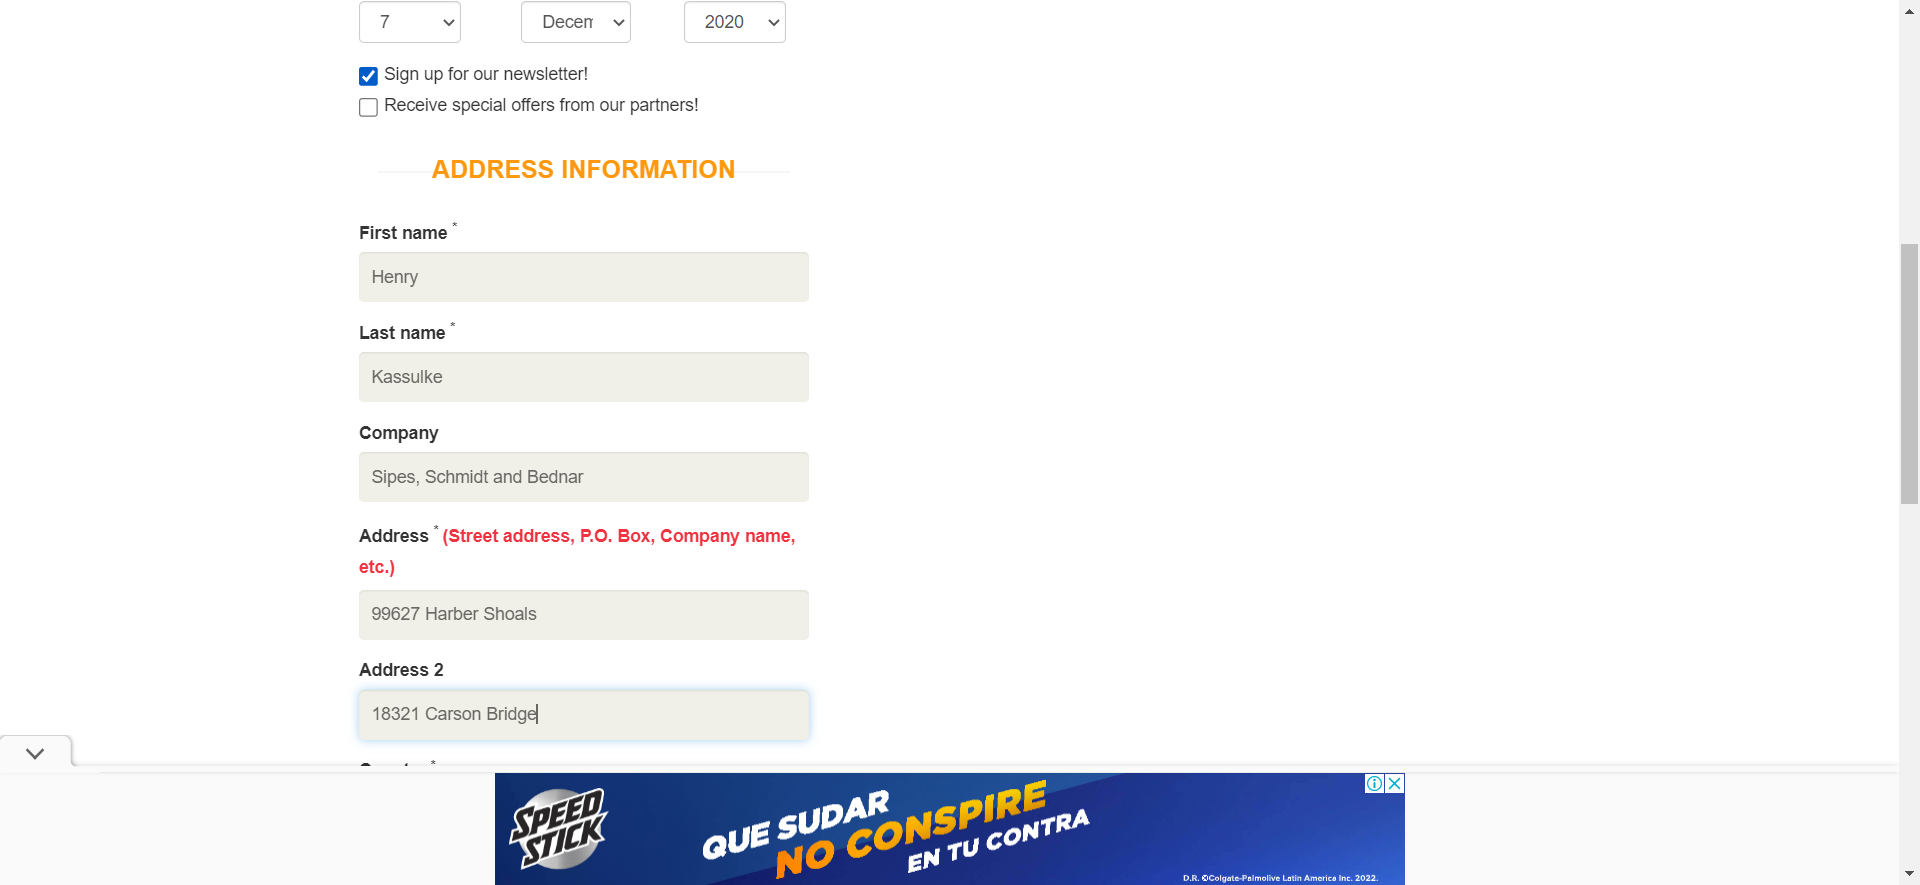 7 Decem 2020
Sign up for our newsletter!
Receive special offers from our partners!
ADDRESS INFORMATION
First name *
Henry
Last name *
Kassulke
Company
Sipes, Schmidt and Bednar
Address * (Street address, P.O. Box, Company name,
etc.)
99627 Harber Shoals
Address 2
18321 Carson Bridge
SPEED
STICK
QUE SUDAR
NO CONSPIRE
EN TU CONTRA
D.R. ©Colgate-Palmolive Latin America Inc. 2022.